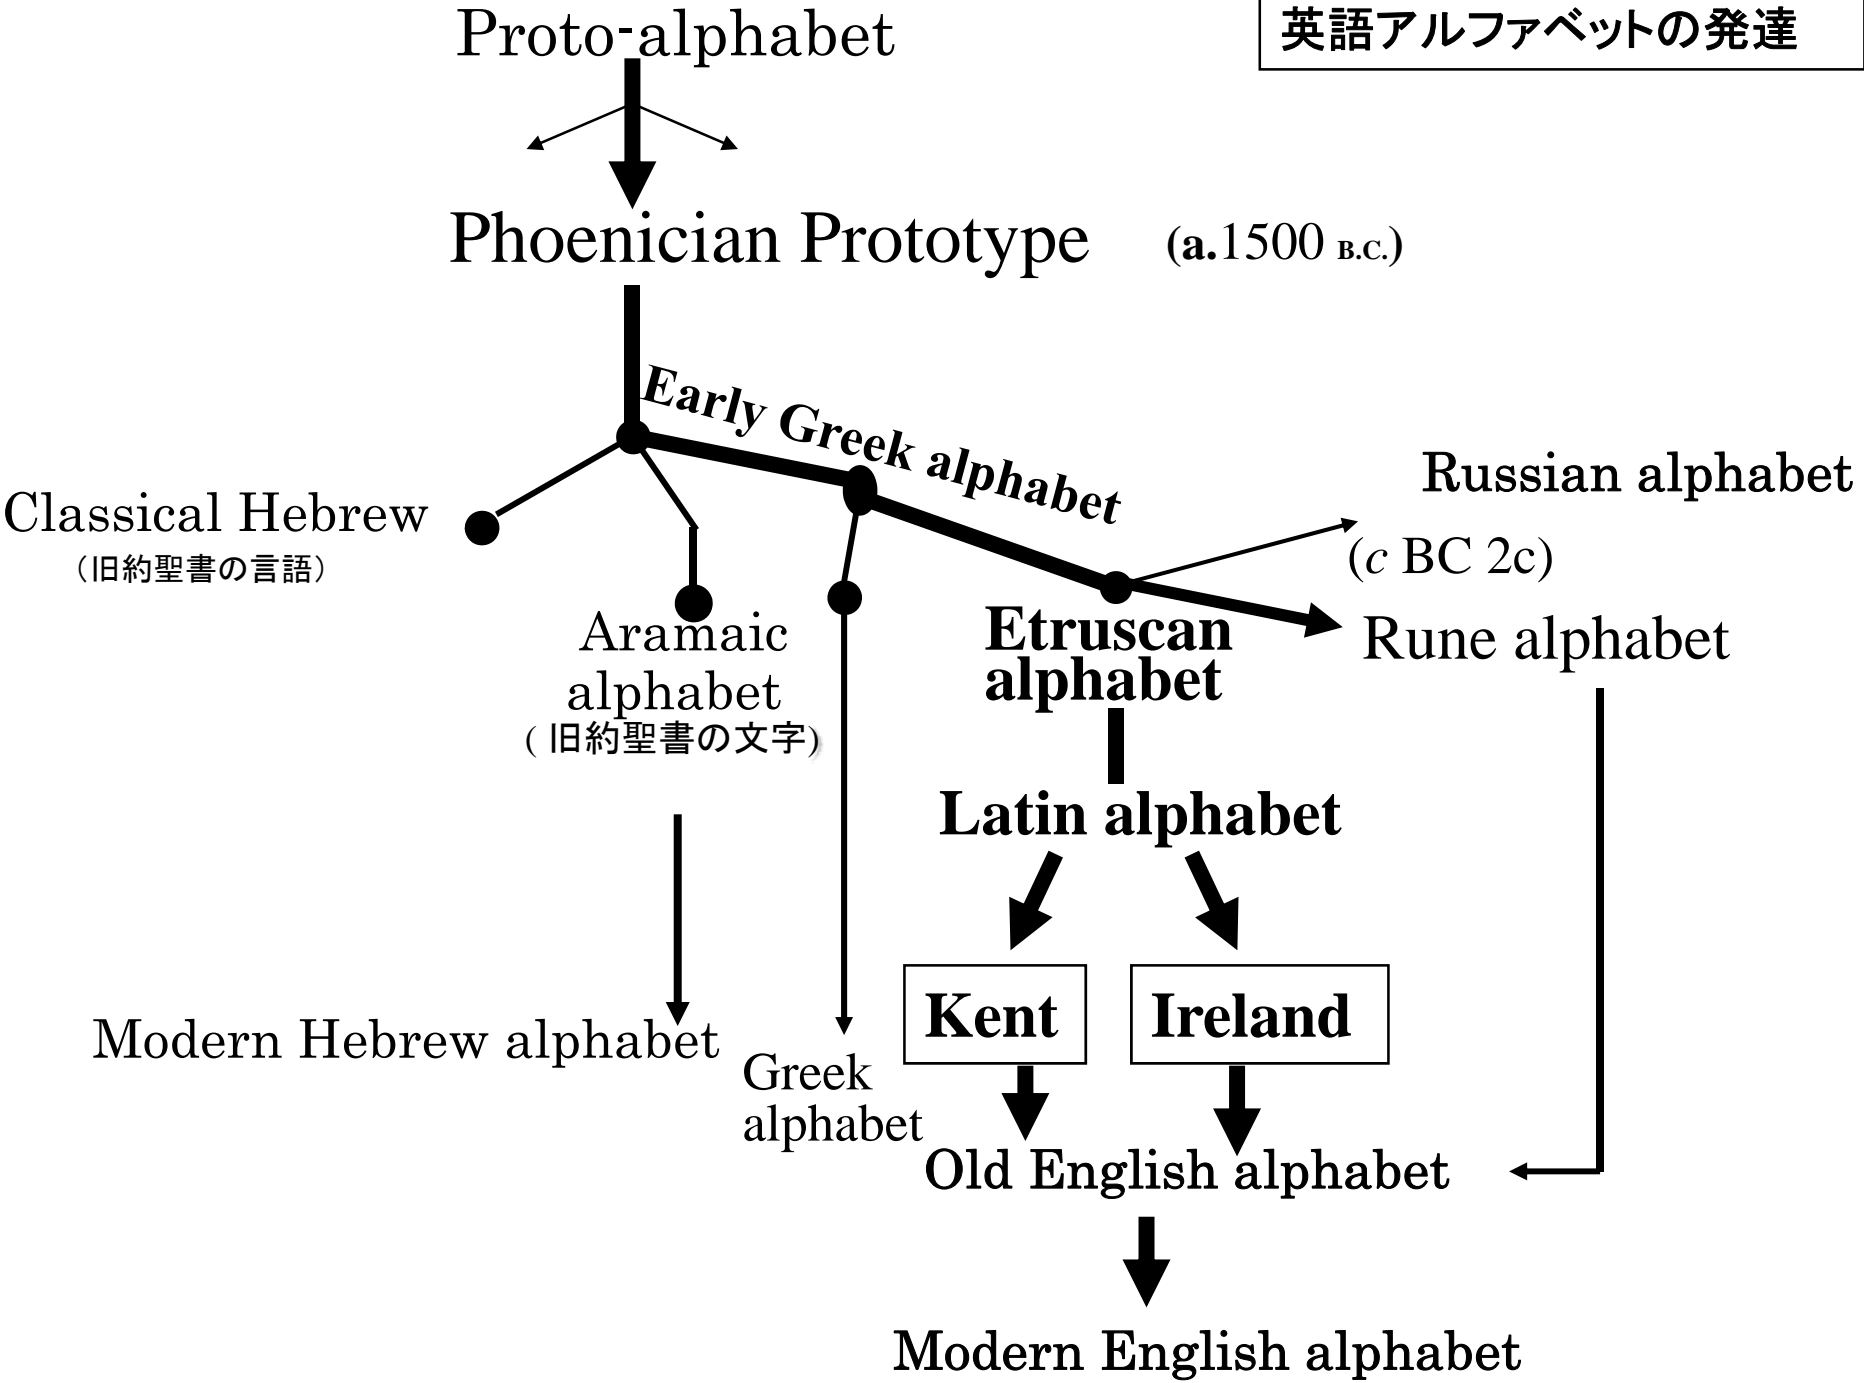 英語アルファベットの発達
Proto-alphabet
Phoenician Prototype (a.1500 B.C.)
Early Greek alphabet
Russian alphabet
Classical Hebrew
(旧約聖書の言語)
(c BC 2c)
Rune alphabet
Aramaic
alphabet
( 旧約聖書の文字)
Etruscan
alphabet
Latin alphabet
Kent
Ireland
Modern Hebrew alphabet
Greek
alphabet
Old English alphabet
Modern English alphabet